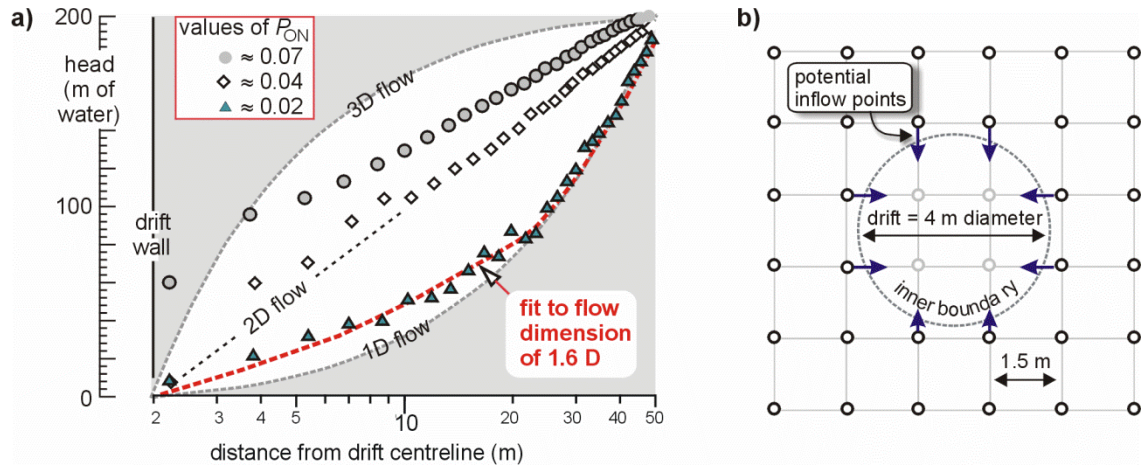 a)
200
head
(m of
water)
100
drift
wall
0
values of P_ON
≈ 0.07
≈ 0.04
≈ 0.02
3D flow
2D flow
1D flow
fit to flow
dimension
of 1.6 D
2
3
4
5
10
20
30
40
50
distance from drift centreline (m)
b)
potential
inflow points
drift = 4 m diameter
inner boundary
1.5 m